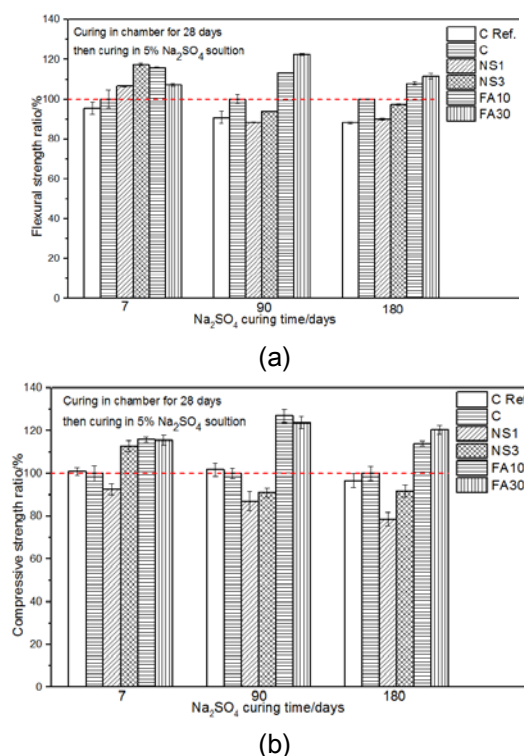 140
120
100
80
60
40
20
0
Flexural strength ratio/%
Curing in chamber for 28 days
then curing in 5% Na₂SO₄ soultion
C Ref.
C
NS1
NS3
FA10
FA30
7 90 180
Na₂SO₄ curing time/days
(a)
140
120
100
80
60
40
20
0
Compressive strength ratio/%
Curing in chamber for 28 days
then curing in 5% Na₂SO₄ soultion
C Ref.
C
NS1
NS3
FA10
FA30
7 90 180
Na₂SO₄ curing time/days
(b)